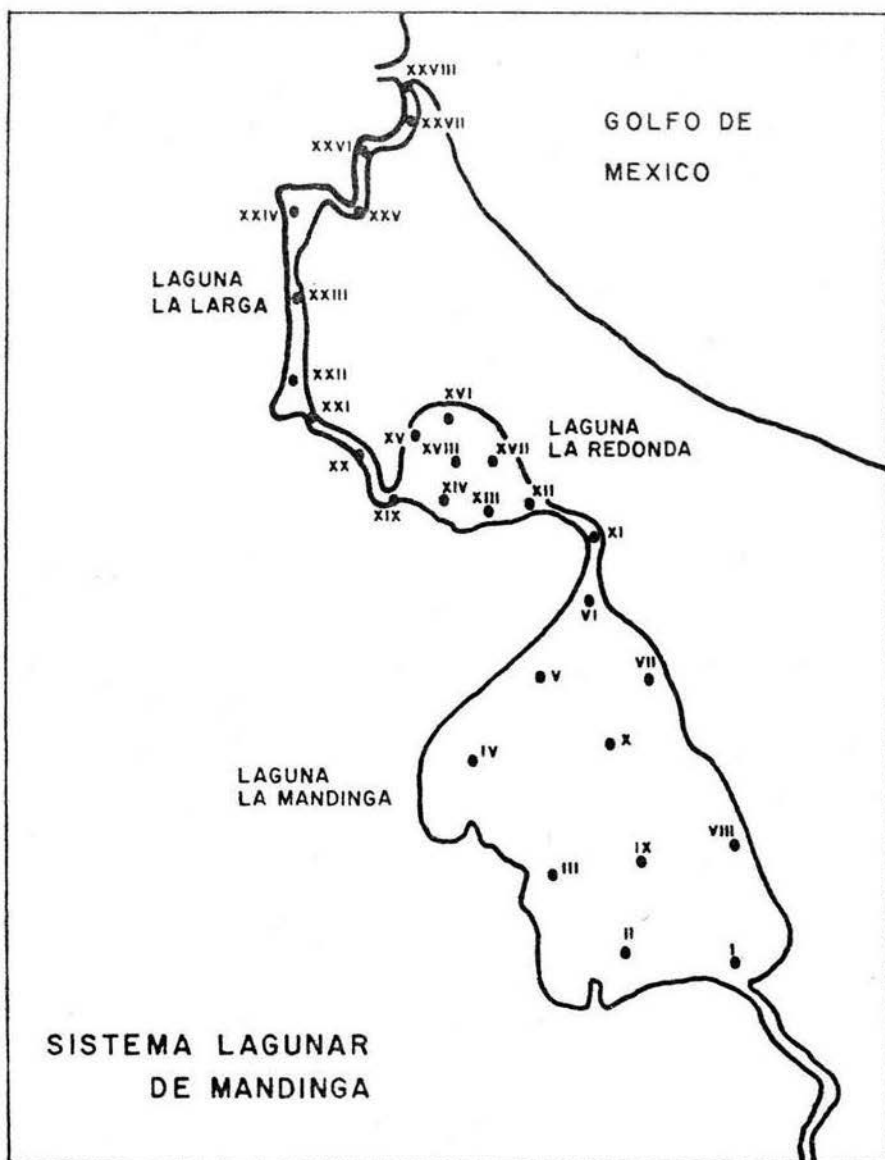 XXVIII
GOLFO DE
MEXICO
XXVII
XXVI
XXIV
XXV
LAGUNA
LA LARGA
XXIII
XXII
XXI
XVI
XV
LAGUNA
LA REDONDA
XVIII
XVII
XX
XIV
XII
XIX
XIII
XI
VI
V
VII
X
IV
LAGUNA
LA MANDINGA
VIII
IX
III
II
I
SISTEMA LAGUNAR
DE MANDINGA